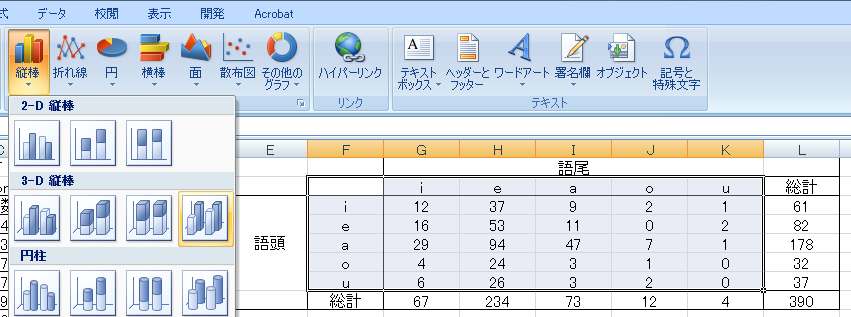 式 データ 校閲 表示 開発 Acrobat
縦棒 折れ線 円 横棒 面 散布図 その他のグラフ ハイパーリンク テキストボックス ヘッダーとフッター ワードアート 署名欄 オブジェクト 記号と特殊文字
リンク テキスト
2-D 縦棒
3-D 縦棒
円柱
E F G H I J K L
語尾
i e a o u 総計
数 i 12 37 9 2 1 61
4 e 16 53 11 0 2 82
3 語頭 a 29 94 47 7 1 178
7 o 4 24 3 1 0 32
7 u 6 26 3 2 0 37
9 総計 67 234 73 12 4 390